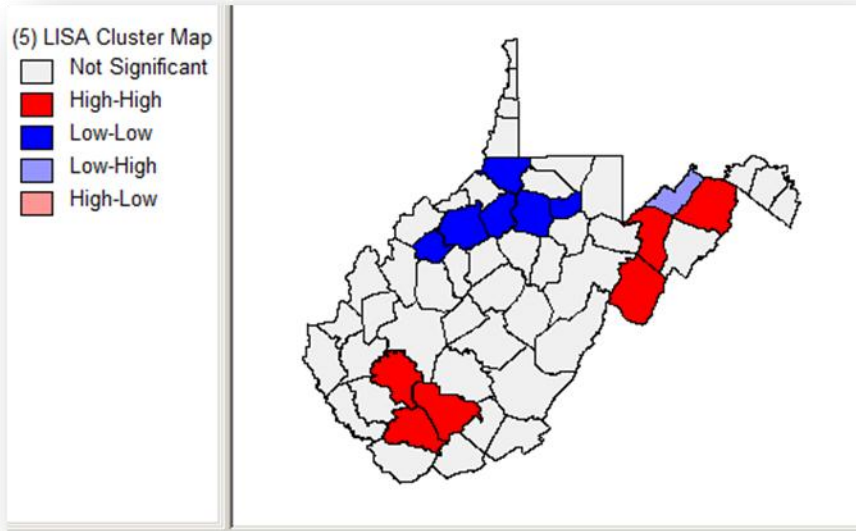 (5) LISA Cluster Map
Not Significant
High-High
Low-Low
Low-High
High-Low